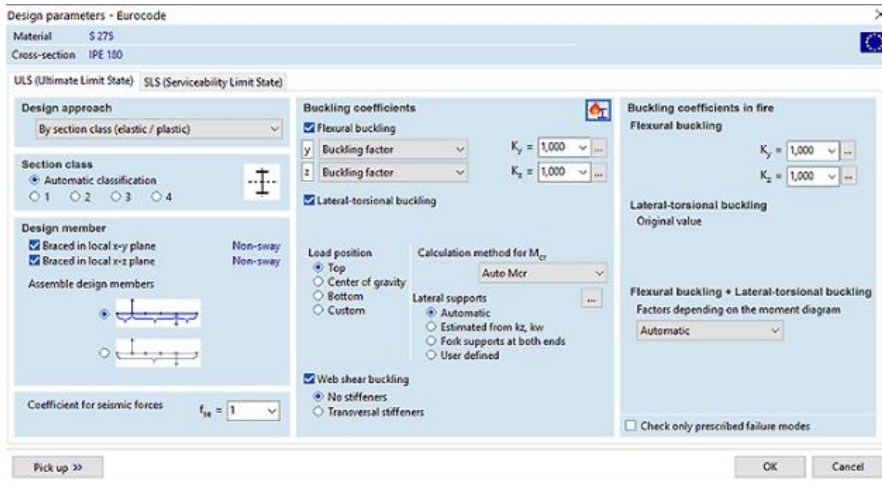 Design parameters - Eurocode
Material S 275
Cross-section IPE 180
ULS (Ultimate Limit State) SLS (Serviceability Limit State)
Design approach
By section class (elastic / plastic)
Section class
Automatic classification
1 2 3 4
Design member
Braced in local x-y plane Non-sway
Braced in local x-z plane Non-sway
Assemble design members
Coefficient for seismic forces fse = 1
Buckling coefficients
Flexural buckling
y Buckling factor Ky = 1,000 ...
z Buckling factor Kz = 1,000 ...
Lateral-torsional buckling
Load position
Top
Center of gravity
Bottom
Custom
Calculation method for Mcr
Auto Mcr
Lateral supports ...
Automatic
Estimated from kz, kw
Fork supports at both ends
User defined
Web shear buckling
No stiffeners
Transversal stiffeners
Buckling coefficients in fire
Flexural buckling
Ky = 1,000 ...
Kz = 1,000 ...
Lateral-torsional buckling
Original value
Flexural buckling + Lateral-torsional buckling
Factors depending on the moment diagram
Automatic
Check only prescribed failure modes
Pick up >>
OK Cancel